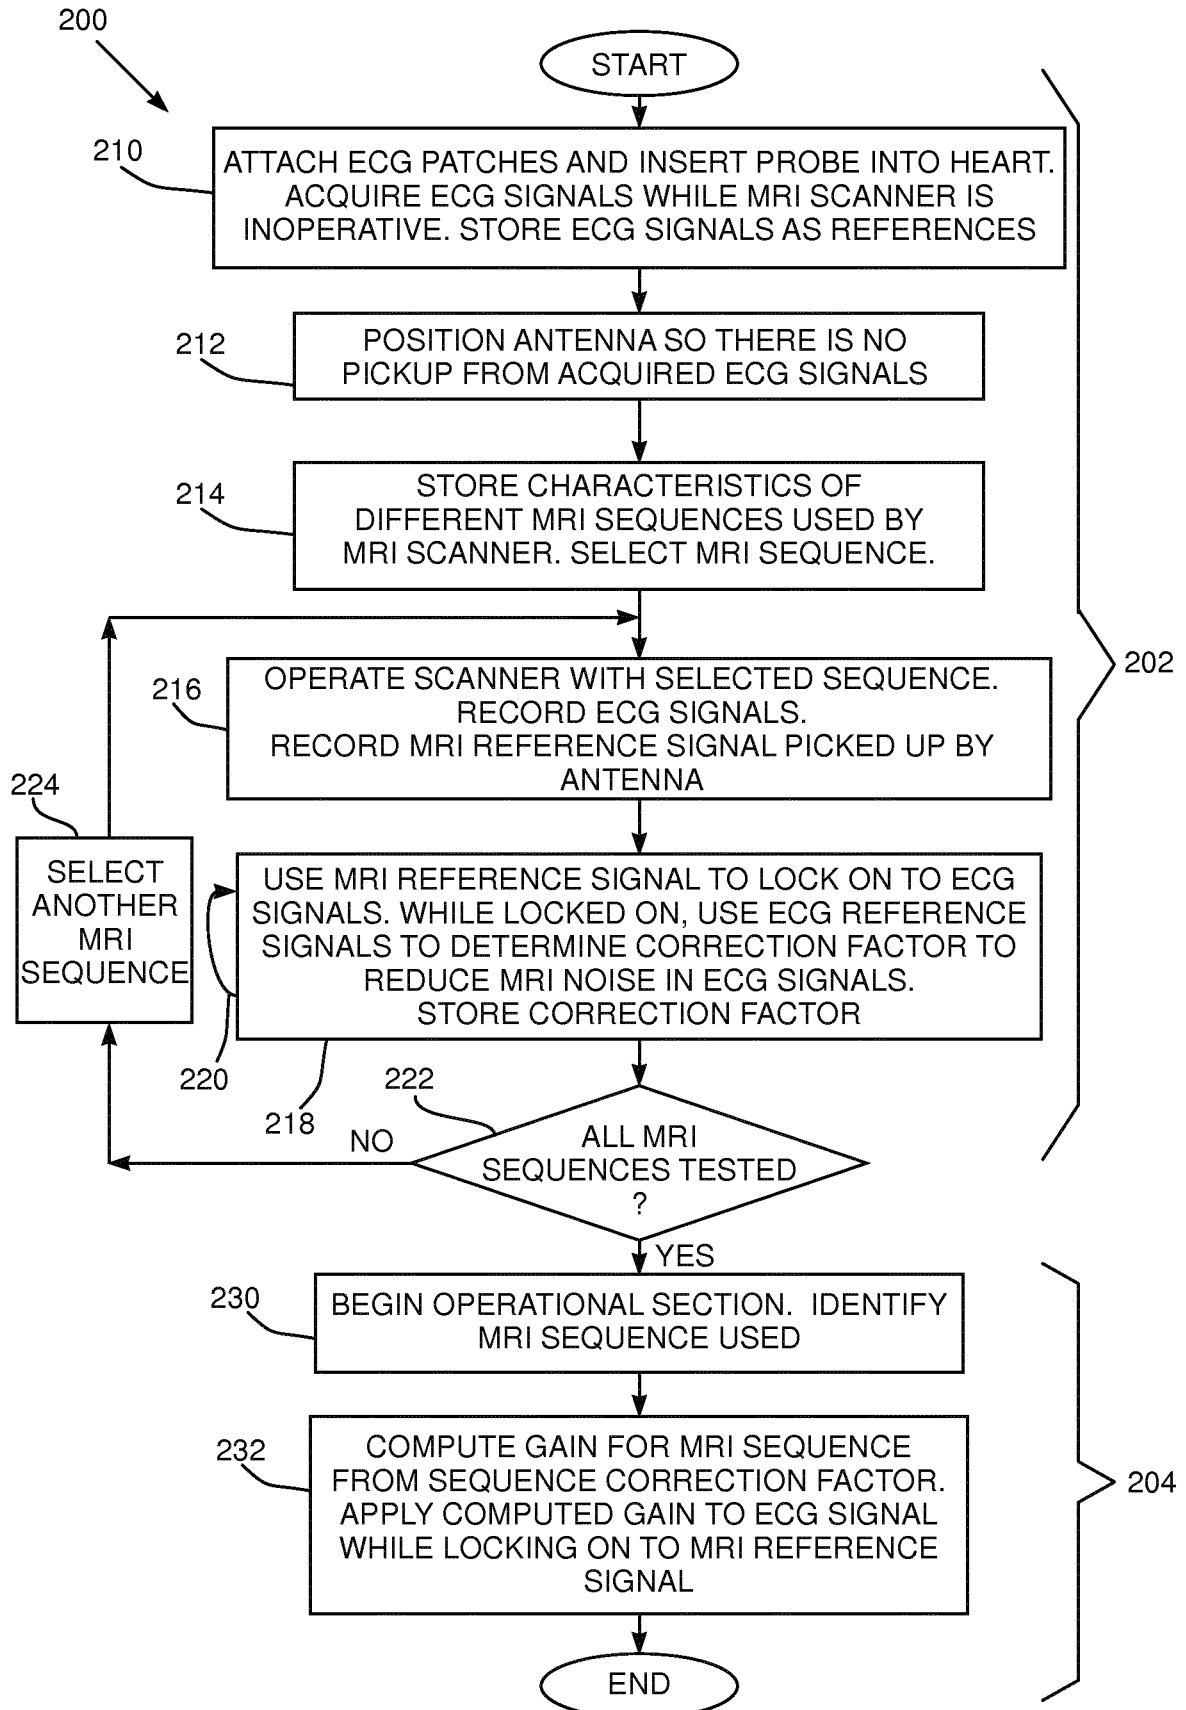 200
START
210
ATTACH ECG PATCHES AND INSERT PROBE INTO HEART.
ACQUIRE ECG SIGNALS WHILE MRI SCANNER IS
INOPERATIVE. STORE ECG SIGNALS AS REFERENCES
212
POSITION ANTENNA SO THERE IS NO
PICKUP FROM ACQUIRED ECG SIGNALS
214
STORE CHARACTERISTICS OF
DIFFERENT MRI SEQUENCES USED BY
MRI SCANNER. SELECT MRI SEQUENCE.
202
216
OPERATE SCANNER WITH SELECTED SEQUENCE.
RECORD ECG SIGNALS.
RECORD MRI REFERENCE SIGNAL PICKED UP BY
ANTENNA
224
SELECT
ANOTHER
MRI
SEQUENCE
USE MRI REFERENCE SIGNAL TO LOCK ON TO ECG
SIGNALS. WHILE LOCKED ON, USE ECG REFERENCE
SIGNALS TO DETERMINE CORRECTION FACTOR TO
REDUCE MRI NOISE IN ECG SIGNALS.
STORE CORRECTION FACTOR
220
218
222
NO
ALL MRI
SEQUENCES TESTED
?
YES
230
BEGIN OPERATIONAL SECTION. IDENTIFY
MRI SEQUENCE USED
232
COMPUTE GAIN FOR MRI SEQUENCE
FROM SEQUENCE CORRECTION FACTOR.
APPLY COMPUTED GAIN TO ECG SIGNAL
WHILE LOCKING ON TO MRI REFERENCE
SIGNAL
204
END